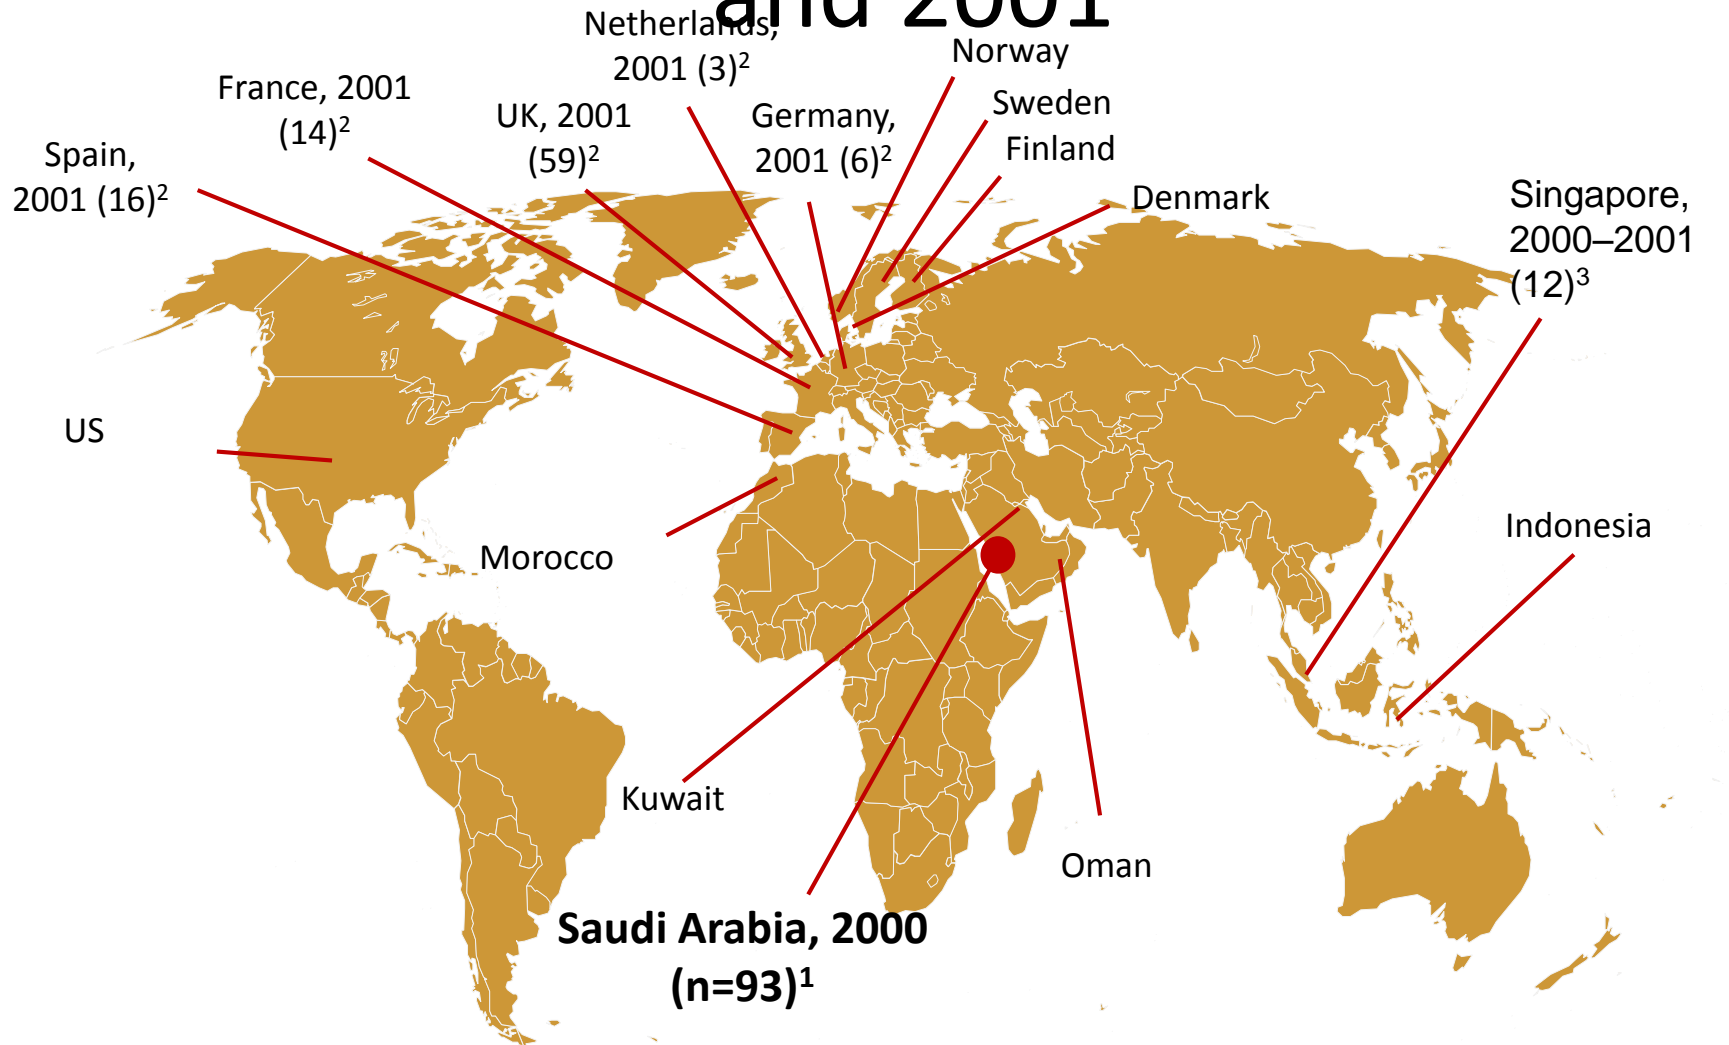 and 2001
Netherlands,
2001 (3)²
Norway
France, 2001
(14)²
UK, 2001
(59)²
Germany,
2001 (6)²
Sweden
Finland
Spain,
2001 (16)²
Denmark
Singapore,
2000–2001
(12)³
US
Morocco
Indonesia
Kuwait
Oman
Saudi Arabia, 2000
(n=93)¹